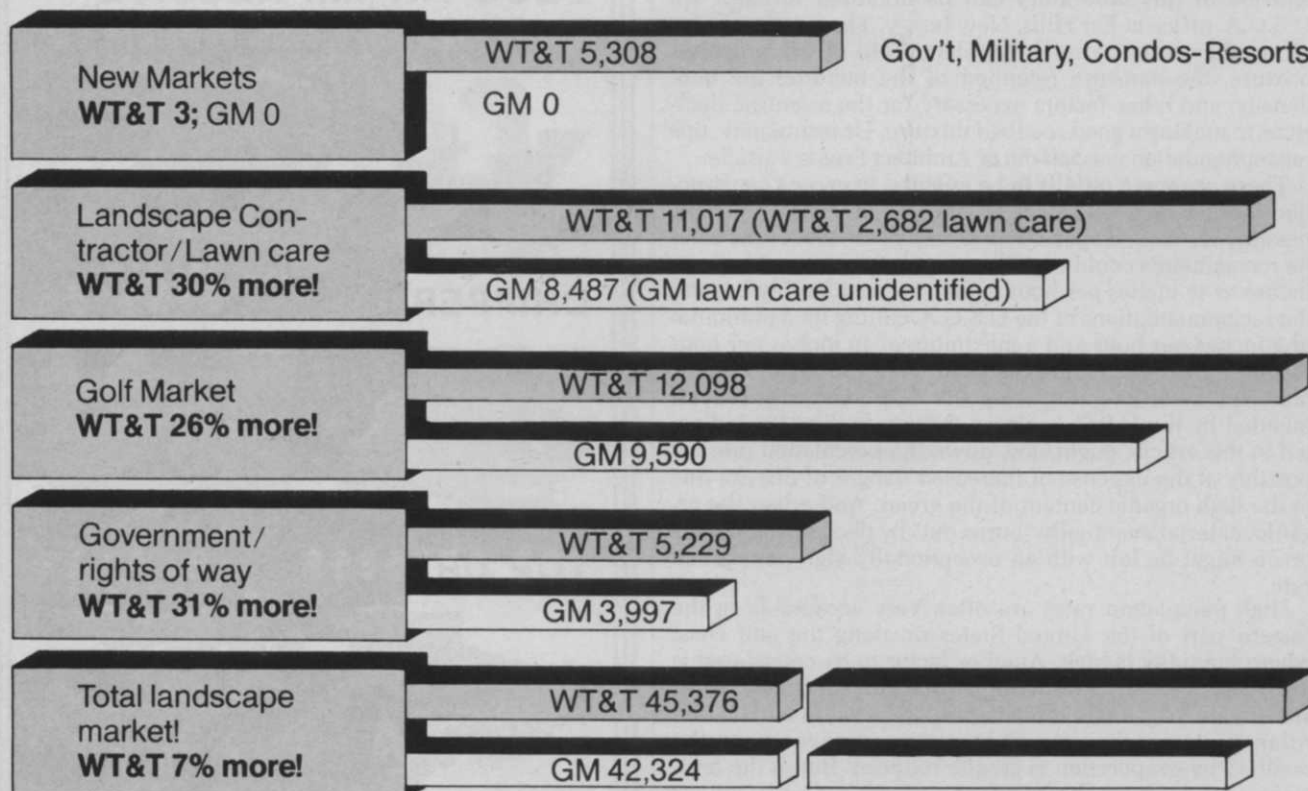 New Markets
WT&T 3; GM 0
WT&T 5,308
Gov't, Military, Condos-Resorts
GM 0
Landscape Con-
tractor/Lawn care
WT&T 30% more!
WT&T 11,017 (WT&T 2,682 lawn care)
GM 8,487 (GM lawn care unidentified)
Golf Market
WT&T 26% more!
WT&T 12,098
GM 9,590
Government/
rights of way
WT&T 31% more!
WT&T 5,229
GM 3,997
Total landscape
market!
WT&T 7% more!
WT&T 45,376
GM 42,324